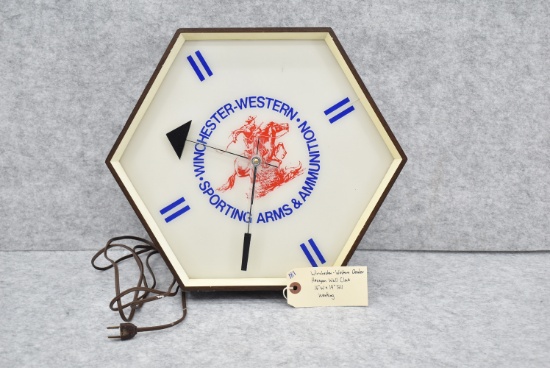 • WINCHESTER-WESTERN •
SPORTING ARMS & AMMUNITION
Winchester-Western Dealer
Hexagon Wall Clock
Working